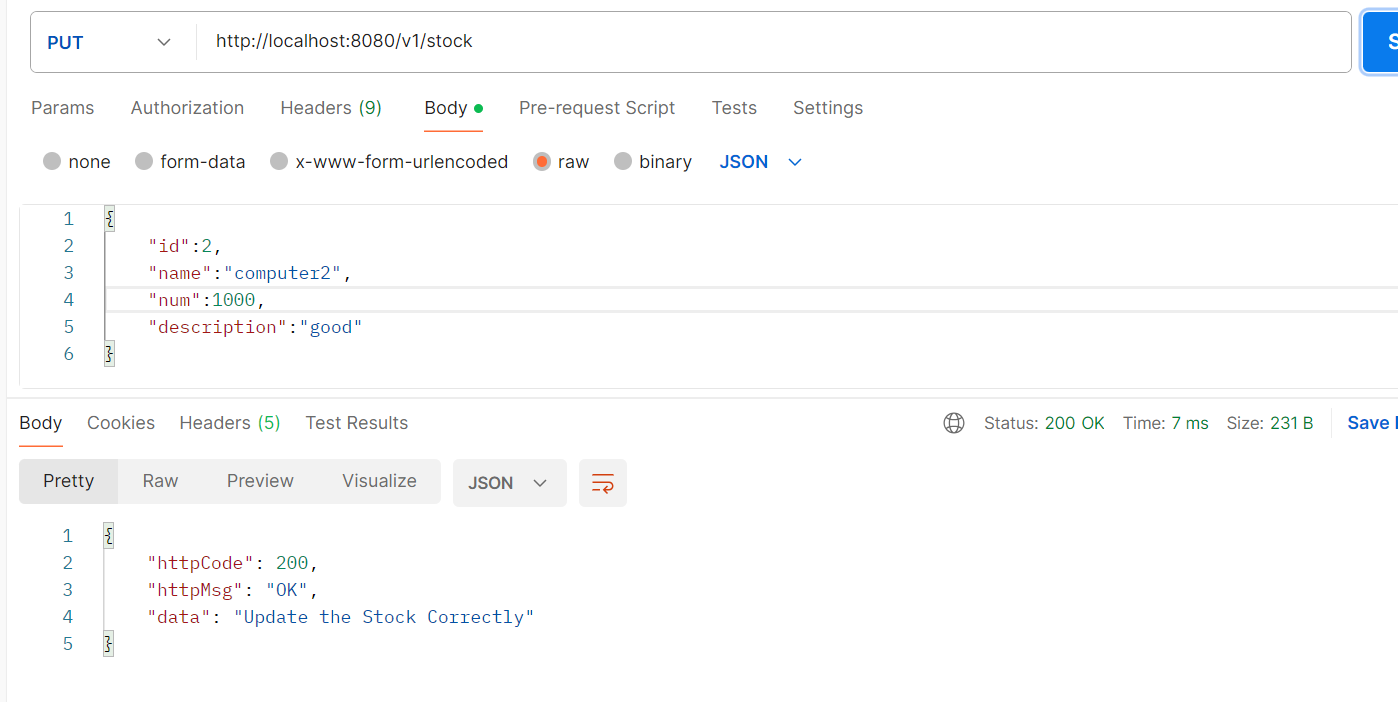 PUT http://localhost:8080/v1/stock S
Params Authorization Headers (9) Body Pre-request Script Tests Settings
none form-data x-www-form-urlencoded raw binary JSON
1 {
2 "id":2,
3 "name":"computer2",
4 "num":1000,
5 "description":"good"
6 }
Body Cookies Headers (5) Test Results Status: 200 OK Time: 7 ms Size: 231 B Save
Pretty Raw Preview Visualize JSON
1 {
2 "httpCode": 200,
3 "httpMsg": "OK",
4 "data": "Update the Stock Correctly"
5 }